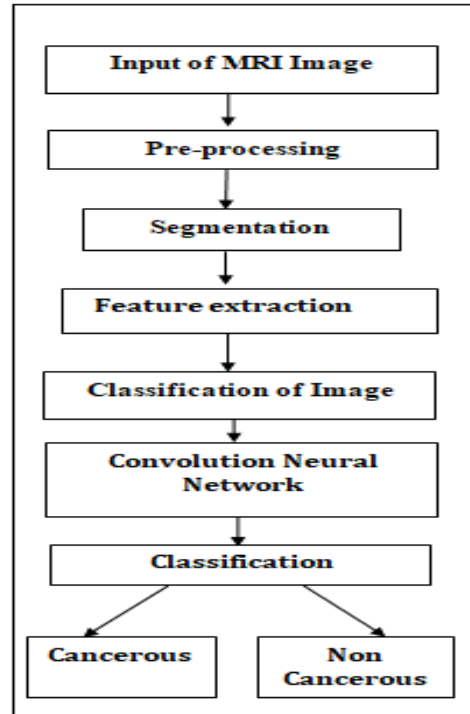 Input of MRI Image
Pre-processing
Segmentation
Feature extraction
Classification of Image
Convolution Neural
Network
Classification
Cancerous
Non
Cancerous